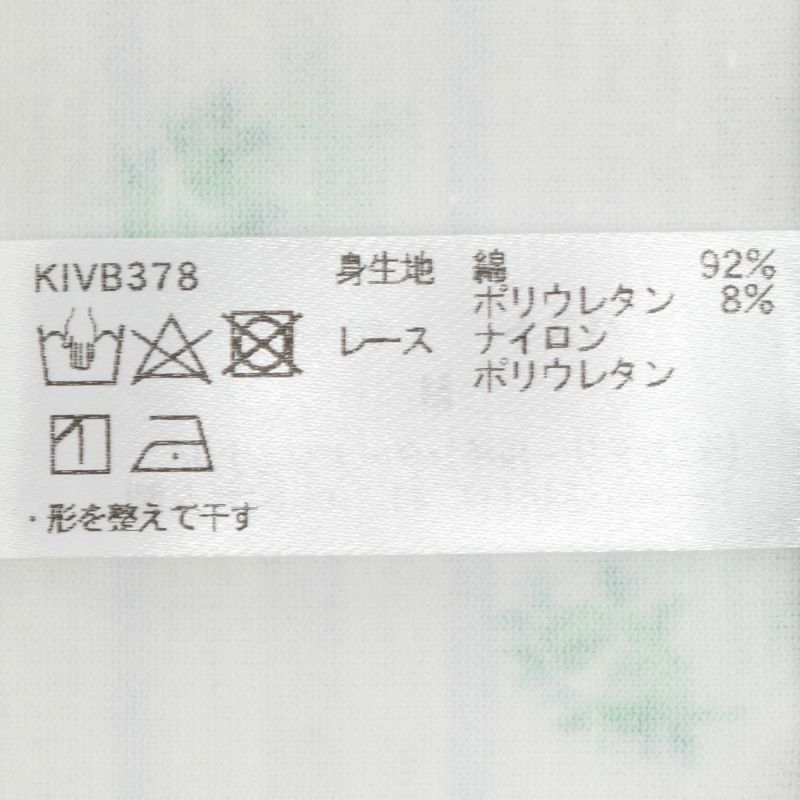 KIVB378
身生地 綿 92%
ポリウレタン 8%
レース ナイロン
ポリウレタン
・形を整えて干す